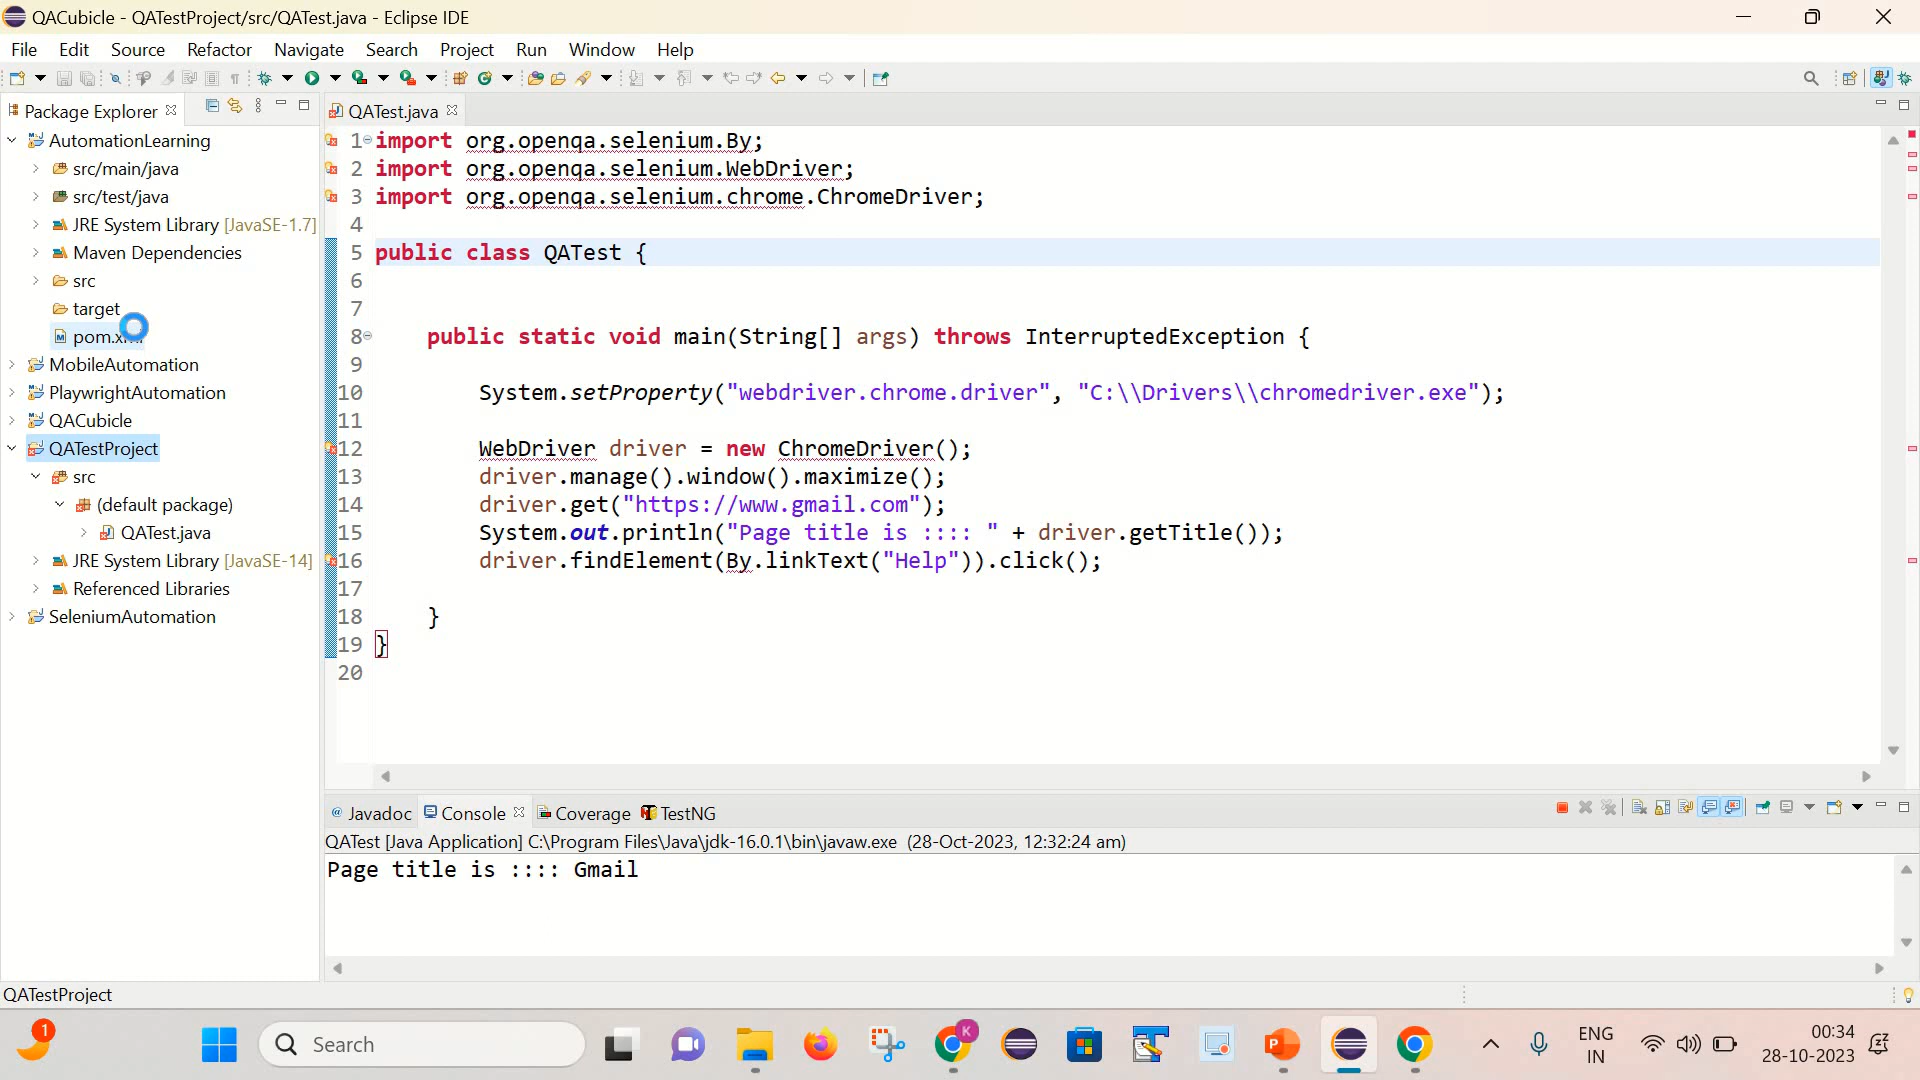 QACubicle - QATestProject/src/QATest.java - Eclipse IDE
File Edit Source Refactor Navigate Search Project Run Window Help
Package Explorer
AutomationLearning
src/main/java
src/test/java
JRE System Library [JavaSE-1.7]
Maven Dependencies
src
target
MobileAutomation
PlaywrightAutomation
QACubicle
QATestProject
src
(default package)
QATest.java
JRE System Library [JavaSE-14]
Referenced Libraries
SeleniumAutomation
QATest.java
1 import org.openqa.selenium.By;
2 import org.openqa.selenium.WebDriver;
3 import org.openqa.selenium.chrome.ChromeDriver;
4
5 public class QATest {
6
7
8 public static void main(String[] args) throws InterruptedException {
9
10 System.setProperty("webdriver.chrome.driver", "C:\\Drivers\\chromedriver.exe");
11
12 WebDriver driver = new ChromeDriver();
13 driver.manage().window().maximize();
14 driver.get("https://www.gmail.com");
15 System.out.println("Page title is :::: " + driver.getTitle());
16 driver.findElement(By.linkText("Help")).click();
17
18 }
19 }
20
@ Javadoc Console Coverage TestNG
QATest [Java Application] C:\Program Files\Java\jdk-16.0.1\bin\javaw.exe (28-Oct-2023, 12:32:24 am)
Page title is :::: Gmail
QATestProject
1
Search
K
ENG
IN
00:34
28-10-2023